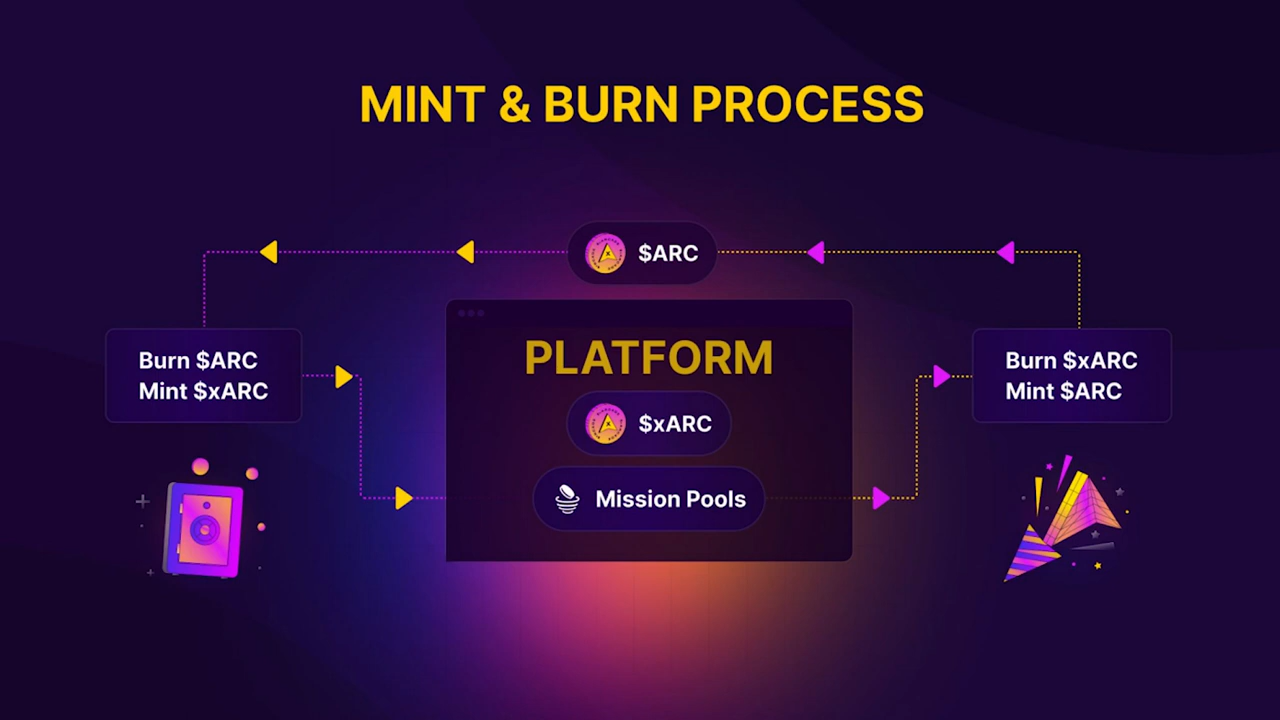 MINT & BURN PROCESS
$ARC
Burn $ARC
Mint $xARC
PLATFORM
$xARC
Mission Pools
Burn $xARC
Mint $ARC